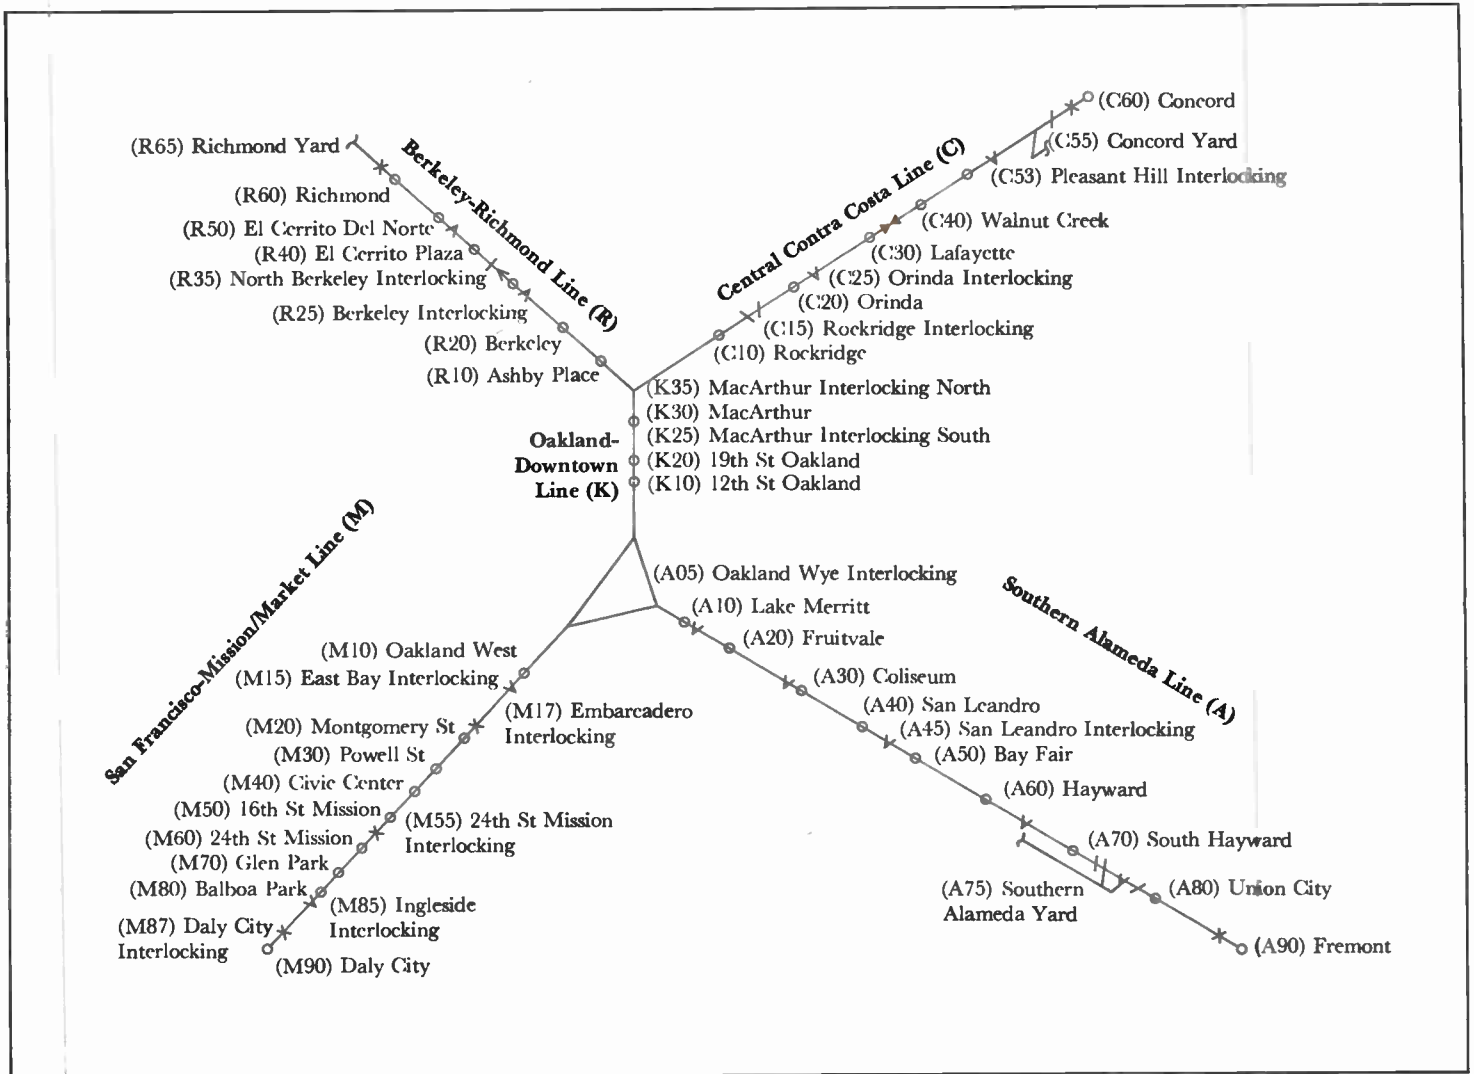 (R65) Richmond Yard
(R60) Richmond
(R50) El Cerrito Del Norte
(R40) El Cerrito Plaza
(R35) North Berkeley Interlocking
(R25) Berkeley Interlocking
(R20) Berkeley
(R10) Ashby Place
Berkeley-Richmond Line (R)
Central Contra Costa Line (C)
(C60) Concord
(C55) Concord Yard
(C53) Pleasant Hill Interlocking
(C40) Walnut Creek
(C30) Lafayette
(C25) Orinda Interlocking
(C20) Orinda
(C15) Rockridge Interlocking
(C10) Rockridge
(K35) MacArthur Interlocking North
(K30) MacArthur
(K25) MacArthur Interlocking South
(K20) 19th St Oakland
(K10) 12th St Oakland
Oakland-
Downtown
Line (K)
San Francisco-Mission/Market Line (M)
(M10) Oakland West
(M15) East Bay Interlocking
(M17) Embarcadero
Interlocking
(M20) Montgomery St
(M30) Powell St
(M40) Civic Center
(M50) 16th St Mission
(M55) 24th St Mission
Interlocking
(M60) 24th St Mission
(M70) Glen Park
(M80) Balboa Park
(M85) Ingleside
Interlocking
(M87) Daly City
Interlocking
(M90) Daly City
Southern Alameda Line (A)
(A05) Oakland Wye Interlocking
(A10) Lake Merritt
(A20) Fruitvale
(A30) Coliseum
(A40) San Leandro
(A45) San Leandro Interlocking
(A50) Bay Fair
(A60) Hayward
(A70) South Hayward
(A75) Southern
Alameda Yard
(A80) Union City
(A90) Fremont